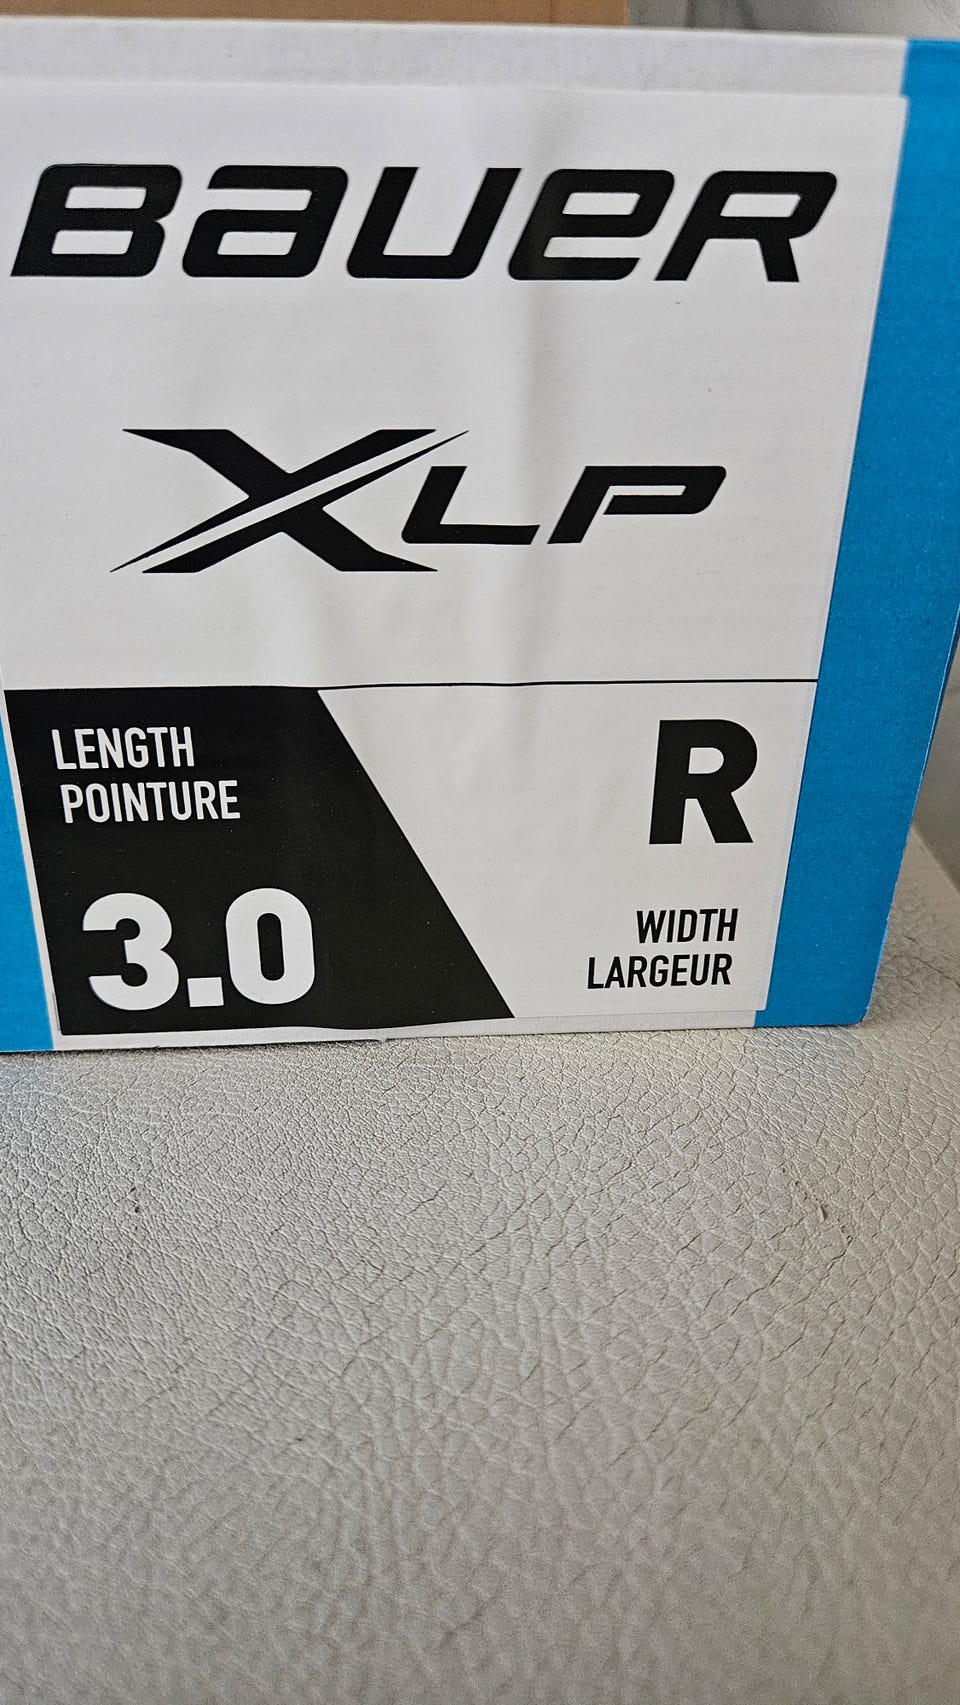 BAUER
XLP
LENGTH
POINTURE
3.0
R
WIDTH
LARGEUR